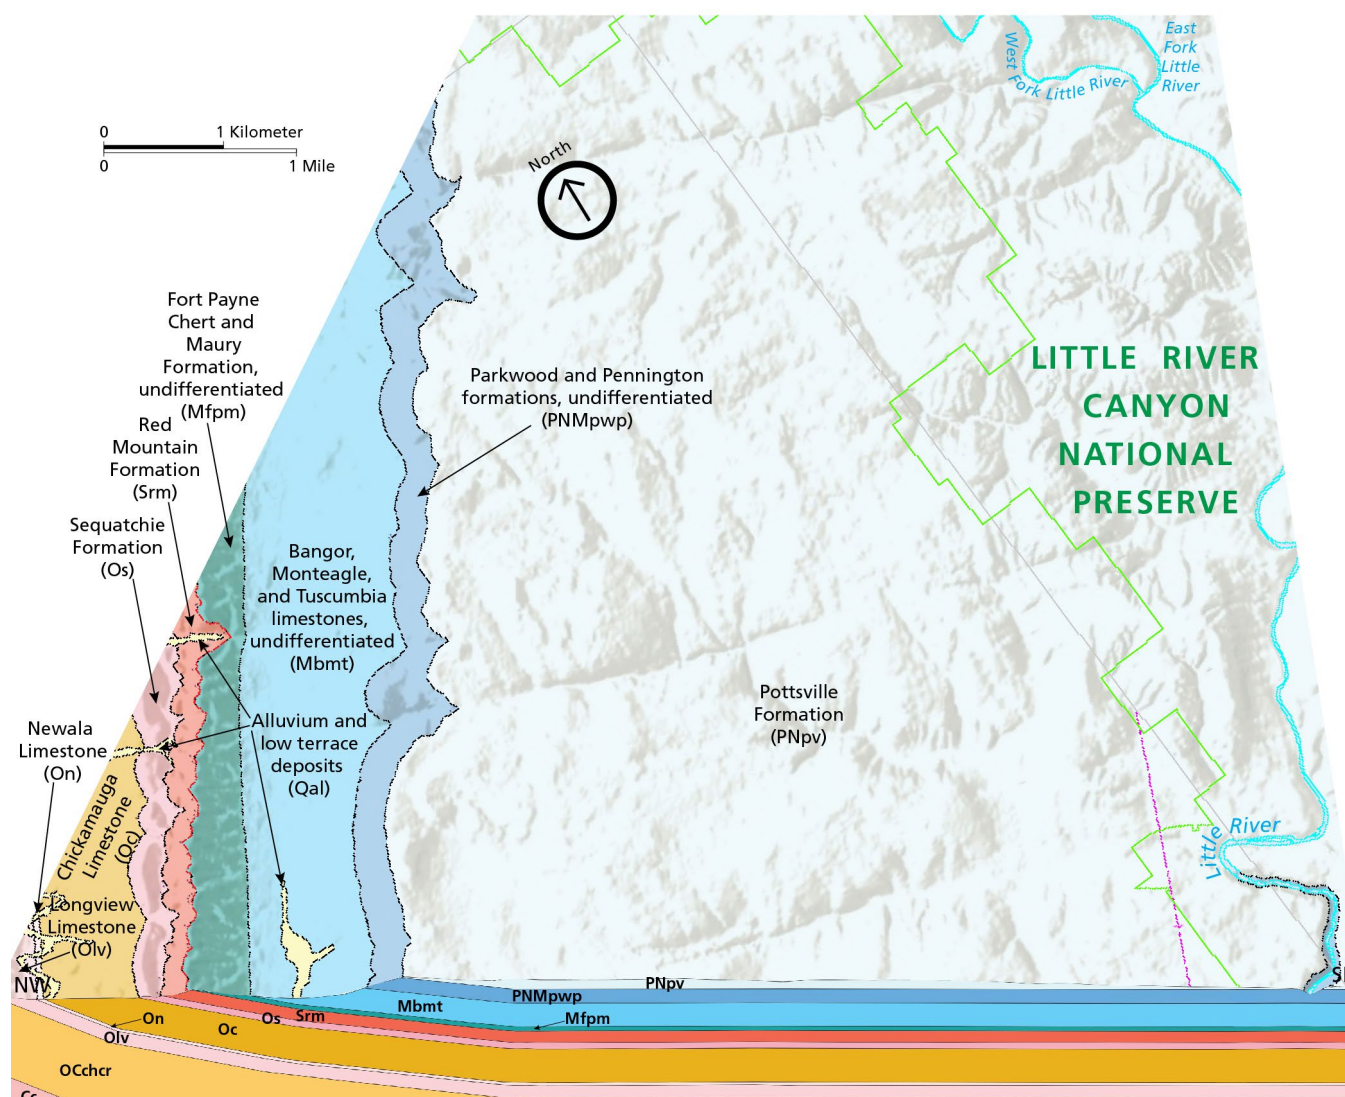 East
Fork
Little
River
West Fork Little River
0 1 Kilometer
0 1 Mile
North
Fort Payne
Chert and
Maury
Formation,
undifferentiated
(Mfpm)
LITTLE RIVER
CANYON
NATIONAL
PRESERVE
Parkwood and Pennington
formations, undifferentiated
(PNMpwp)
Red
Mountain
Formation
(Srm)
Sequatchie
Formation
(Os)
Bangor,
Monteagle,
and Tuscumbia
limestones,
undifferentiated
(Mbmt)
Pottsville
Formation
(PNpv)
Alluvium and
low terrace
deposits
(Qal)
Newala
Limestone
(On)
Chickamauga
Limestone
(Oc)
Little River
Longview
Limestone
(Olv)
NW
PNpv
PNMpwp
Mbmt
Mfpm
Srm
Os
On
Oc
Olv
OCchcr